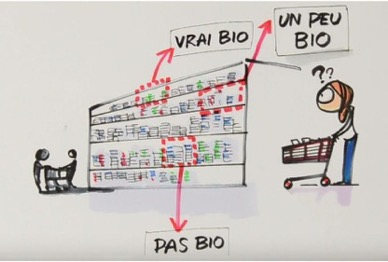 VRAI BIO
UN PEU
BIO
??
PAS BIO